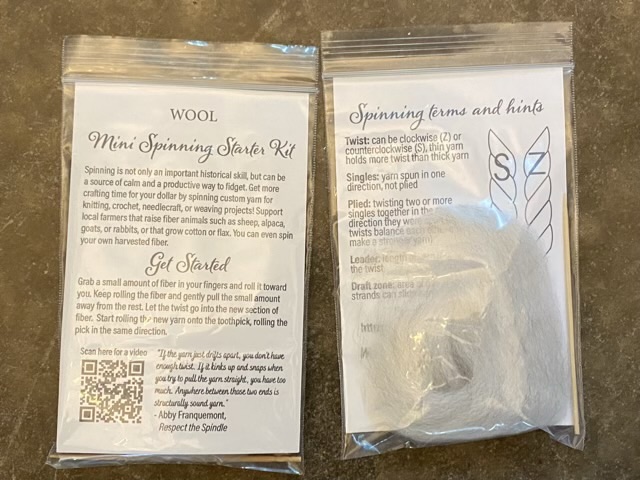 WOOL
Mini Spinning Starter Kit
Spinning is not only an important historical skill, but can be
a source of calm and a productive way to fidget. Get more
crafting time for your dollar by spinning custom yarn for
knitting, crochet, needlecraft, or weaving projects! Support
local farmers that raise fiber animals such as sheep, alpaca,
goats, or rabbits, or that grow cotton or flax. You can even spin
your own harvested fiber.
Get Started
Grab a small amount of fiber in your fingers and roll it toward
you. Keep rolling the fiber and gently pull the small amount
away from the rest. Let the twist go into the new section of
fiber. Start rolling the new yarn onto the toothpick, rolling the
pick in the same direction.
Scan here for a video
"If the yarn just drifts apart, you don't have
enough twist. If it kinks up and snaps when
you try to pull the yarn straight, you have too
much. Anywhere between those two ends is
structurally sound yarn."
- Abby Franquemont,
Respect the Spindle
Spinning terms and hints
Twist: can be clockwise (Z) or
counterclockwise (S), thin yarn
holds more twist than thick yarn
Singles: yarn spun in one
direction, not plied
Plied: twisting two or more
singles together in the
direction they we
twists balance
make a
Leader: length
the twist
Draft zone: area
strands can
S Z